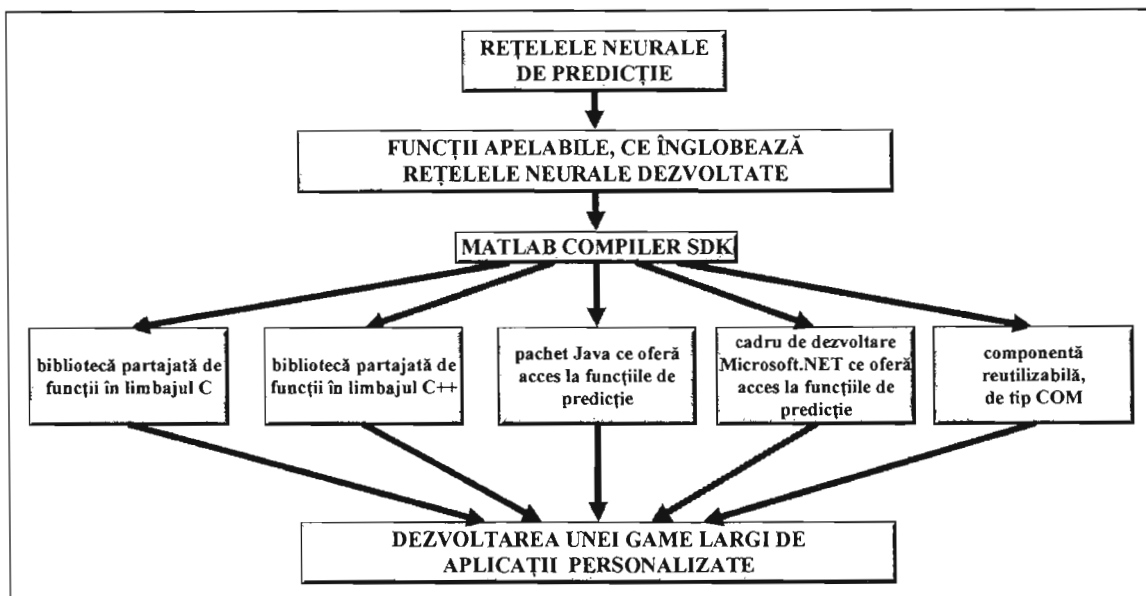 REȚELELE NEURALE
DE PREDICȚIE
FUNCȚII APELABILE, CE ÎNGLOBEAZĂ
REȚELELE NEURALE DEZVOLTATE
MATLAB COMPILER SDK
bibliotecă partajată de
funcții în limbajul C
bibliotecă partajată de
funcții în limbajul C++
pachet Java ce oferă
acces la funcțiile de
predicție
cadru de dezvoltare
Microsoft.NET ce oferă
acces la funcțiile de
predicție
componentă
reutilizabilă,
de tip COM
DEZVOLTAREA UNEI GAME LARGI DE
APLICAȚII PERSONALIZATE